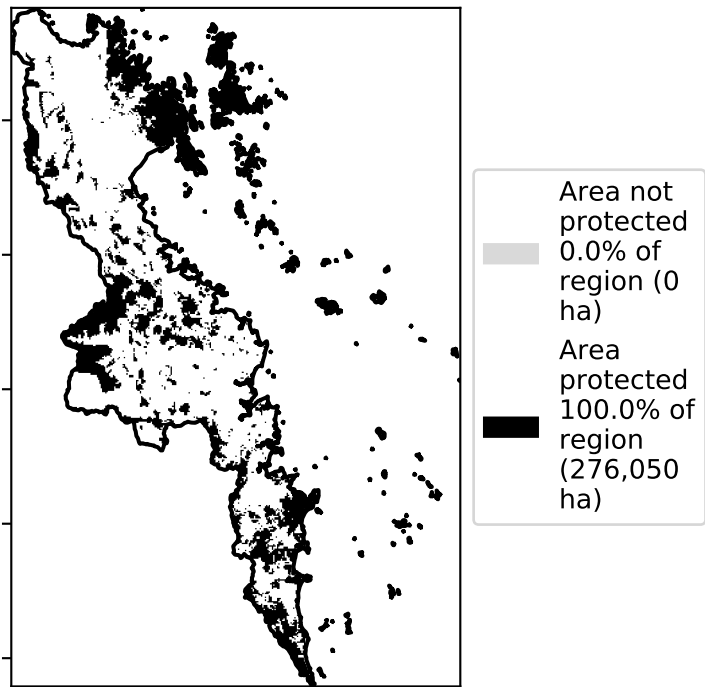 Area not
protected
0.0% of
region (0
ha)
Area
protected
100.0% of
region
(276,050
ha)